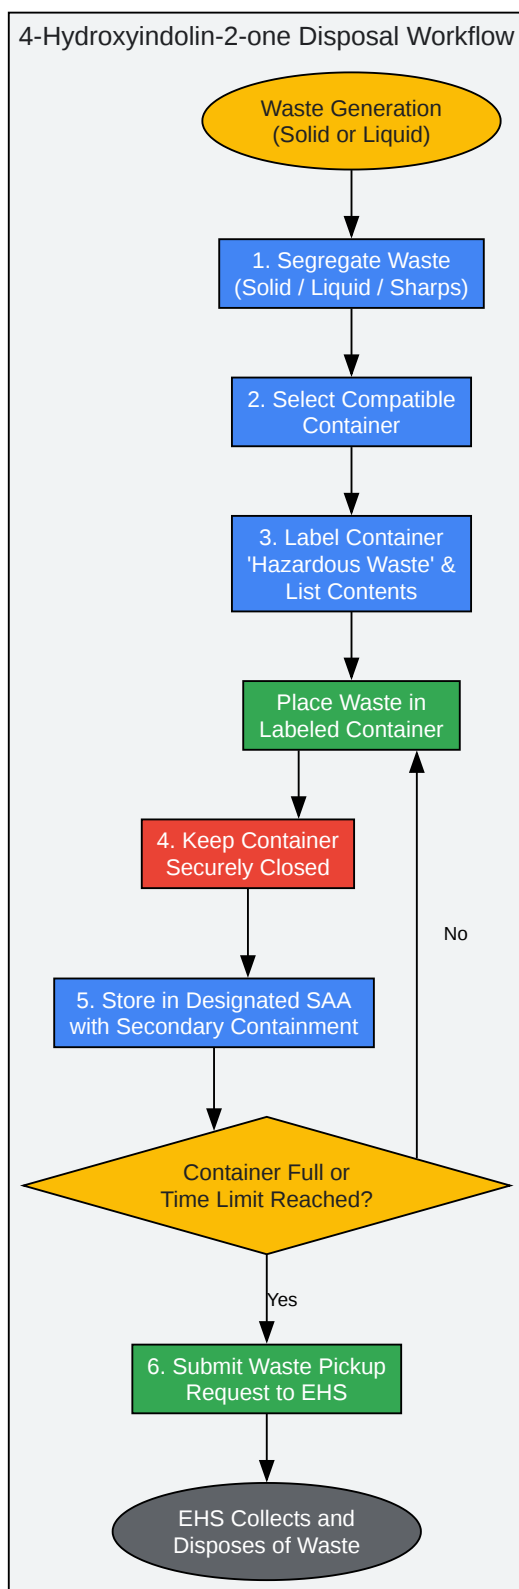 4-Hydroxyindolin-2-one Disposal Workflow
Waste Generation
(Solid or Liquid)
1. Segregate Waste
(Solid / Liquid / Sharps)
2. Select Compatible
Container
3. Label Container
'Hazardous Waste' &
List Contents
Place Waste in
Labeled Container
4. Keep Container
Securely Closed
No
5. Store in Designated SAA
with Secondary Containment
Container Full or
Time Limit Reached?
Yes
6. Submit Waste Pickup
Request to EHS
EHS Collects and
Disposes of Waste